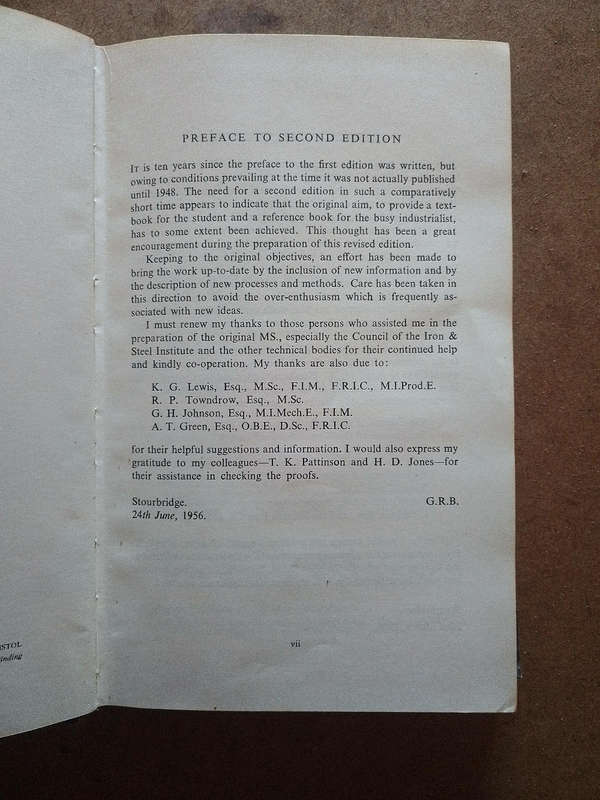 PREFACE TO SECOND EDITION
IT is ten years since the preface to the first edition was written, but
owing to conditions prevailing at the time it was not actually published
until 1948. The need for a second edition in such a comparatively
short time appears to indicate that the original aim, to provide a text-
book for the student and a reference book for the busy industrialist,
has to some extent been achieved. This thought has been a great
encouragement during the preparation of this revised edition.
Keeping to the original objectives, an effort has been made to
bring the work up-to-date by the inclusion of new information and by
the description of new processes and methods. Care has been taken in
this direction to avoid the over-enthusiasm which is frequently as-
sociated with new ideas.
I must renew my thanks to those persons who assisted me in the
preparation of the original MS., especially the Council of the Iron &
Steel Institute and the other technical bodies for their continued help
and kindly co-operation. My thanks are also due to:
K. G. Lewis, Esq., M.Sc., F.I.M., F.R.I.C., M.I.Prod.E.
R. P. Towndrow, Esq., M.Sc.
G. H. Johnson, Esq., M.I.Mech.E., F.I.M.
A. T. Green, Esq., O.B.E., D.Sc., F.R.I.C.
for their helpful suggestions and information. I would also express my
gratitude to my colleagues—T. K. Pattinson and H. D. Jones—for
their assistance in checking the proofs.
Stourbridge. G.R.B.
24th June, 1956.
vii